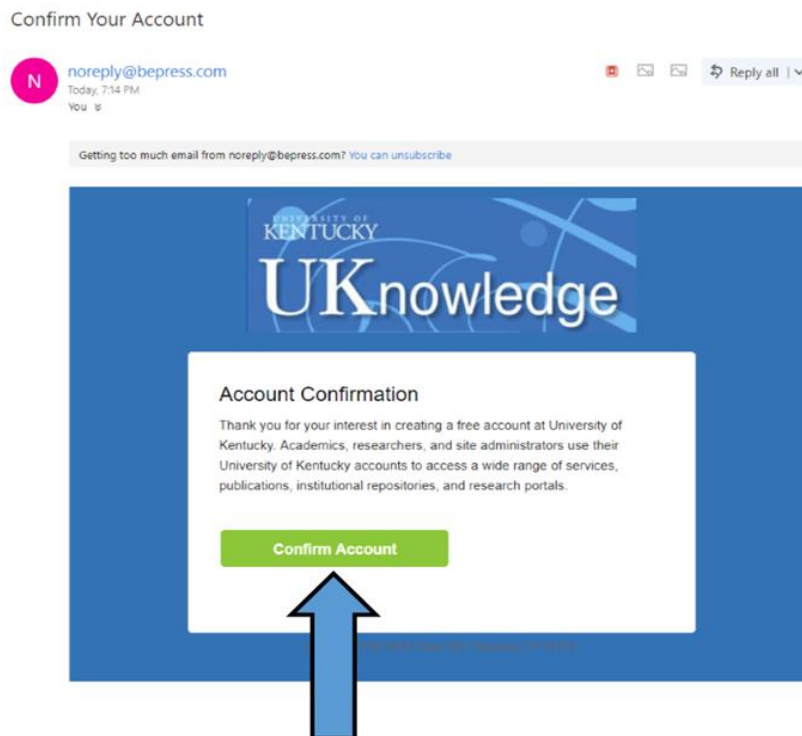 Confirm Your Account
N
noreply@bepress.com
Today, 7:14 PM
You
Reply all
Getting too much email from noreply@bepress.com? You can unsubscribe
UNIVERSITY OF
KENTUCKY
UKnowledge
Account Confirmation
Thank you for your interest in creating a free account at University of
Kentucky. Academics, researchers, and site administrators use their
University of Kentucky accounts to access a wide range of services,
publications, institutional repositories, and research portals.
Confirm Account